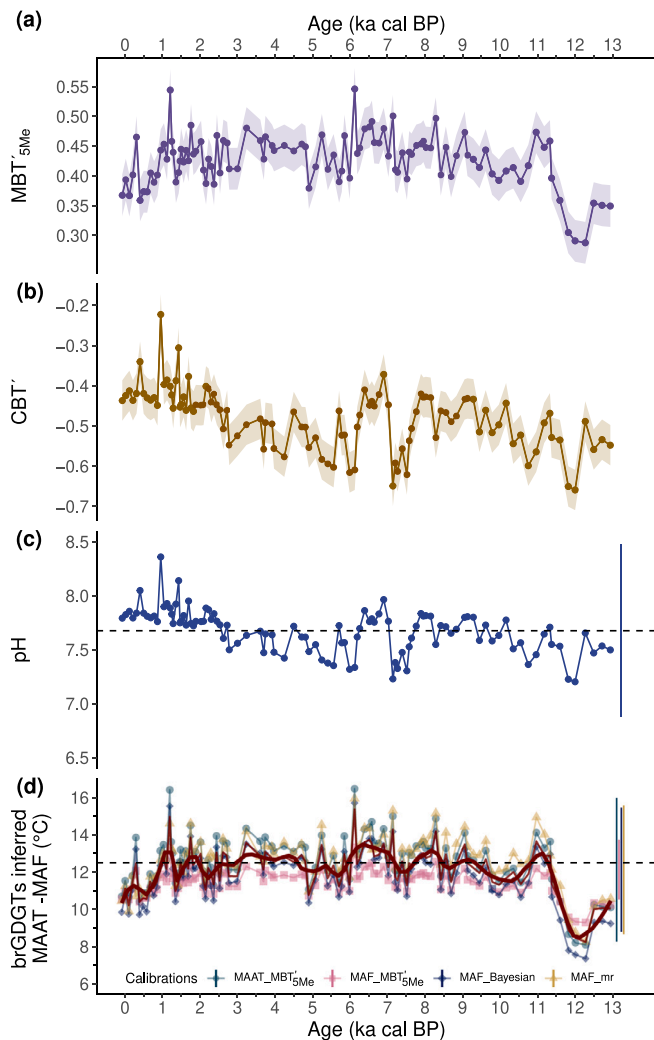 (a)
Age (ka cal BP)
0 1 2 3 4 5 6 7 8 9 10 11 12 13
MBT′5Me
0.55
0.50
0.45
0.40
0.35
0.30
(b)
CBT′
−0.2
−0.3
−0.4
−0.5
−0.6
−0.7
(c)
pH
8.5
8.0
7.5
7.0
6.5
(d)
brGDGTs inferred
MAAT -MAF (°C)
16
14
12
10
8
6
Calibrations MAAT_MBT′5Me MAF_MBT′5Me MAF_Bayesian MAF_mr
0 1 2 3 4 5 6 7 8 9 10 11 12 13
Age (ka cal BP)